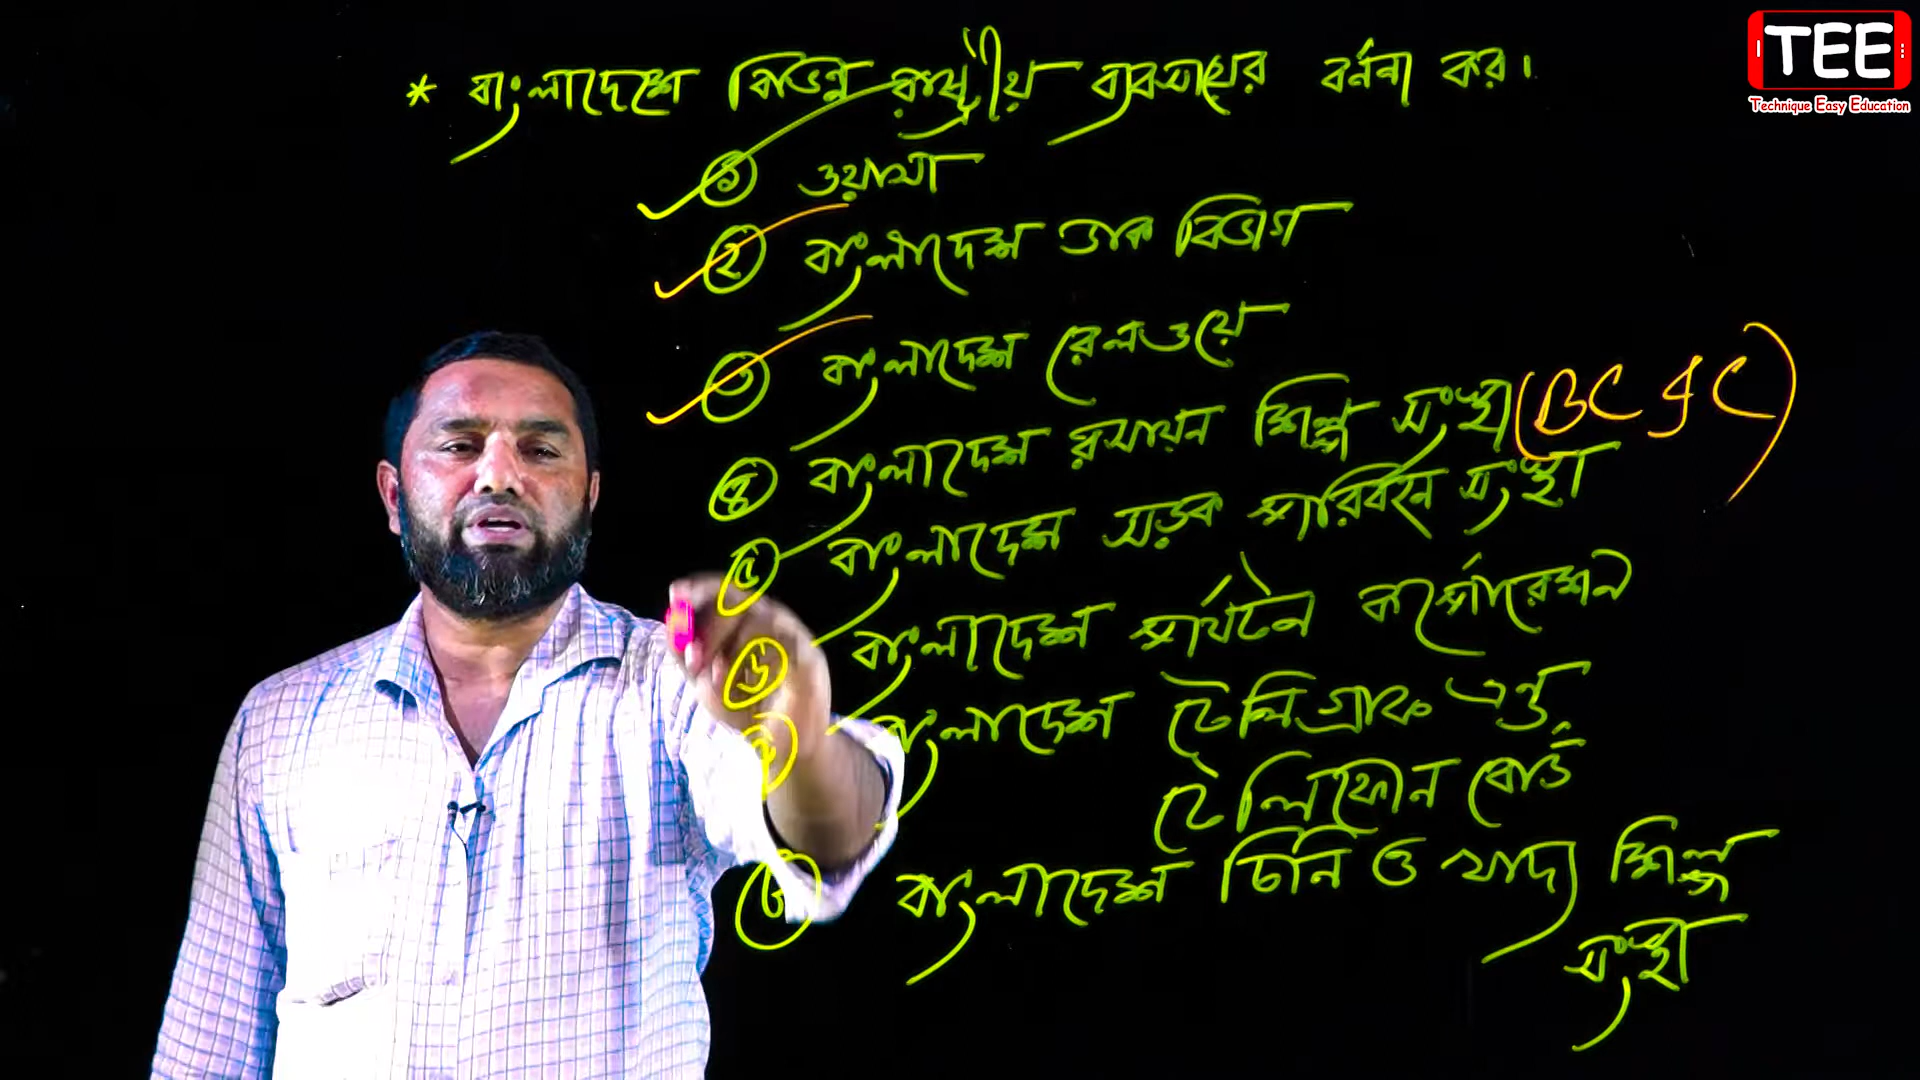 TEE
Technique Easy Education
* বাংলাদেশে বিভিন্ন রাষ্ট্রীয় ব্যবসায়ের বর্ননা কর।
১ ওয়াসা
২ বাংলাদেশ ডাক বিভাগ
৩ বাংলাদেশ রেলওয়ে
৪ বাংলাদেশ রসায়ন শিল্প সংস্থা (BCIC)
৫ বাংলাদেশ সড়ক পরিবহন সংস্থা
৬ বাংলাদেশ পর্যটন কর্পোরেশন
৭ বাংলাদেশ টেলিগ্রাফ এন্ড
টেলিফোন বোর্ড
৮ বাংলাদেশ চিনি ও খাদ্য শিল্প
সংস্থা